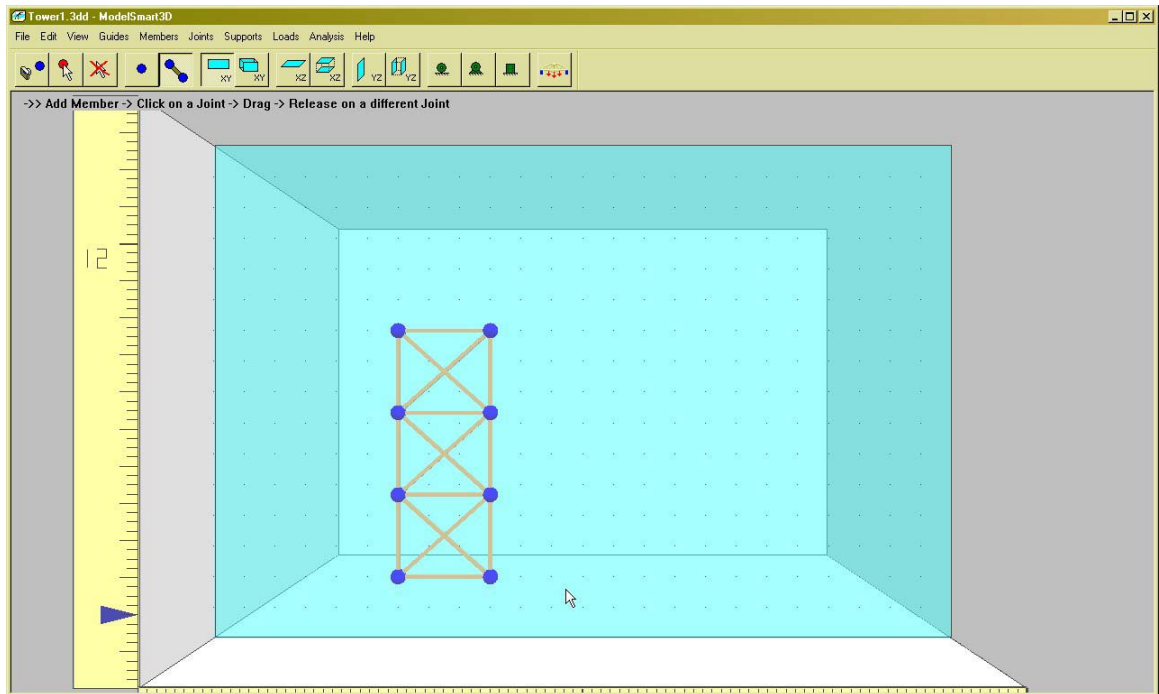 Tower1.3dd - ModelSmart3D
File Edit View Guides Members Joints Supports Loads Analysis Help
XY XY XZ XZ YZ YZ
->> Add Member -> Click on a Joint -> Drag -> Release on a different Joint
12